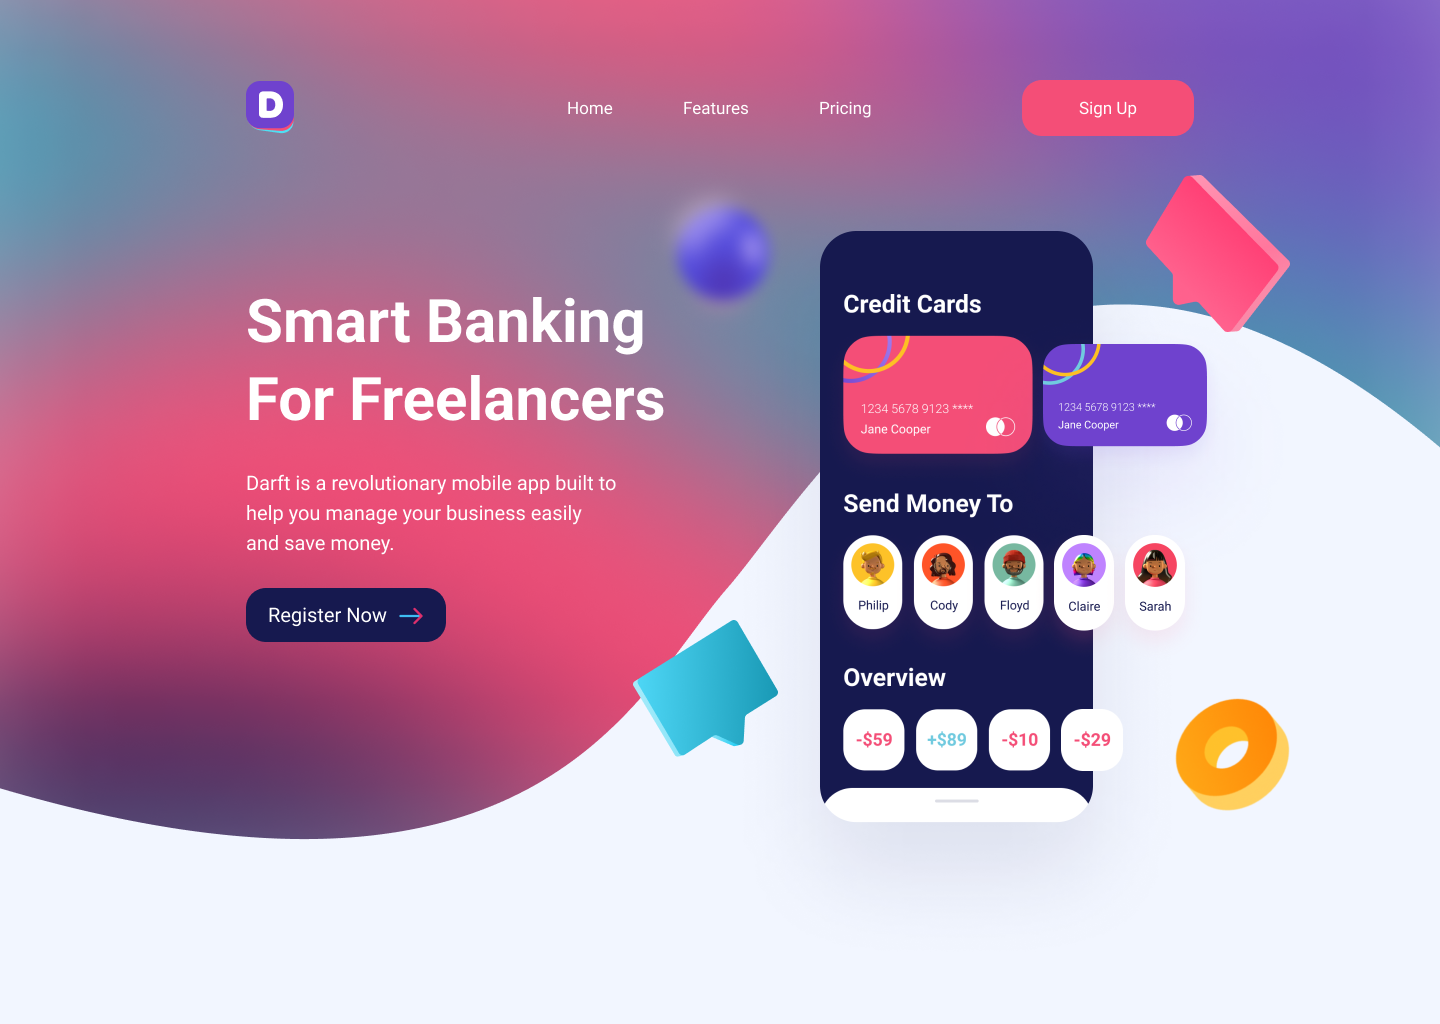 D
Home
Features
Pricing
Sign Up
Smart Banking
For Freelancers
Darft is a revolutionary mobile app built to
help you manage your business easily
and save money.
Register Now
Credit Cards
1234 5678 9123 ****
Jane Cooper
1234 5678 9123 ****
Jane Cooper
Send Money To
Philip
Cody
Floyd
Claire
Sarah
Overview
-$59
+$89
-$10
-$29